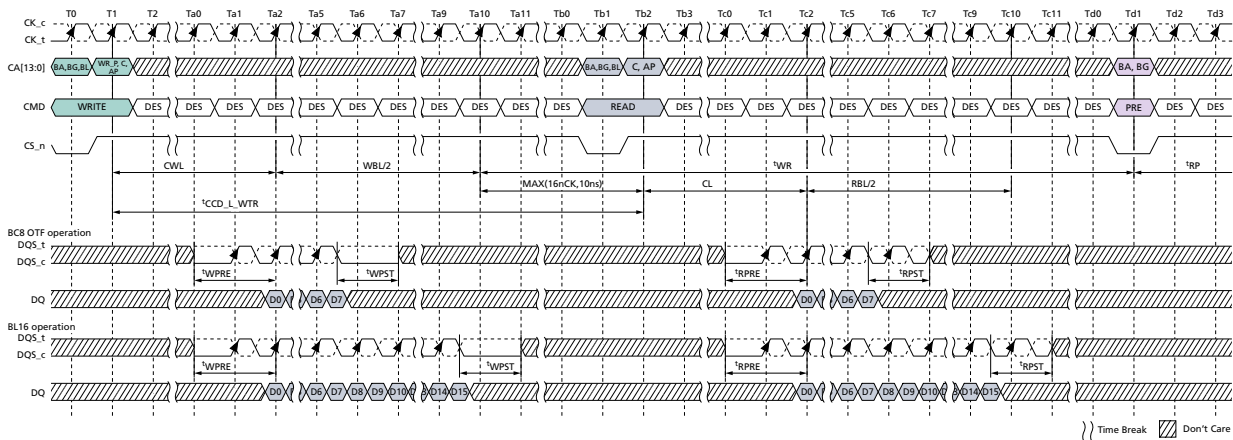 T0 T1 T2 Ta0 Ta1 Ta2 Ta5 Ta6 Ta7 Ta9 Ta10 Ta11 Tb0 Tb1 Tb2 Tb3 Tc0 Tc1 Tc2 Tc5 Tc6 Tc7 Tc9 Tc10 Tc11 Td0 Td1 Td2 Td3
CK_c
CK_t
CA[13:0] BA,BG,BL WR_P, C, AP BA,BG,BL C, AP BA, BG
CMD WRITE DES DES DES DES DES DES DES DES DES DES DES READ DES DES DES DES DES DES DES DES DES DES DES PRE DES DES
CS_n
CWL WBL/2 tWR tRP
MAX(16nCK,10ns) CL RBL/2
tCCD_L_WTR
BC8 OTF operation
DQS_t
DQS_c
tWPRE tWPST tRPRE tRPST
DQ D0 D6 D7 D0 D6 D7
BL16 operation
DQS_t
DQS_c
tWPRE tWPST tRPRE tRPST
DQ D0 D6 D7 D8 D9 D10 D14 D15 D0 D6 D7 D8 D9 D10 D14 D15
Time Break Don't Care